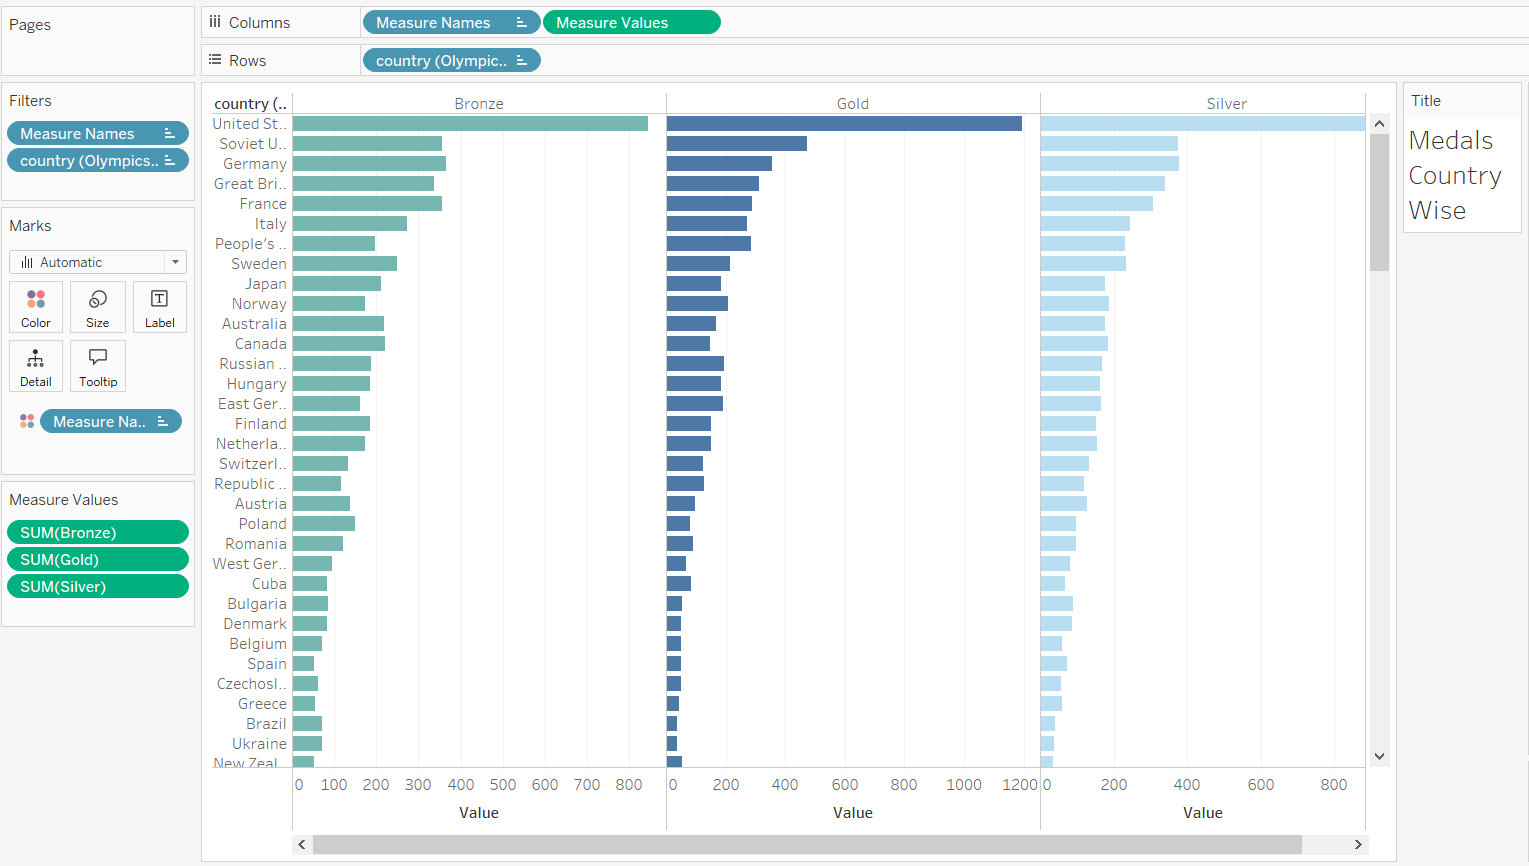 Pages
Columns
Measure Names
Measure Values
Rows
country (Olympic..
Filters
Measure Names
country (Olympics..
Marks
Automatic
Color
Size
Label
Detail
Tooltip
Measure Na..
Measure Values
SUM(Bronze)
SUM(Gold)
SUM(Silver)
country (..
Bronze
Gold
Silver
United St..
Soviet U..
Germany
Great Bri..
France
Italy
People's ..
Sweden
Japan
Norway
Australia
Canada
Russian ..
Hungary
East Ger..
Finland
Netherla..
Switzerl..
Republic ..
Austria
Poland
Romania
West Ger..
Cuba
Bulgaria
Denmark
Belgium
Spain
Czechosl..
Greece
Brazil
Ukraine
New Zeal..
0 100 200 300 400 500 600 700 800
0 200 400 600 800 1000 1200
0 200 400 600 800
Value
Value
Value
Title
Medals
Country
Wise